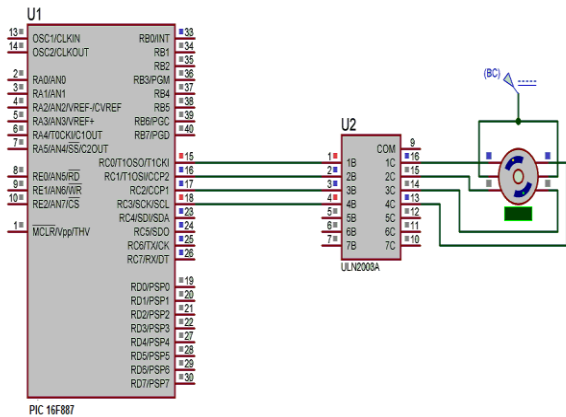 U1
13 OSC1/CLKIN RB0/INT 33
14 OSC2/CLKOUT RB1 34
RB2 35
2 RA0/AN0 RB3/PGM 36
3 RA1/AN1 RB4 37
4 RA2/AN2/VREF-/CVREF RB5 38
5 RA3/AN3/VREF+ RB6/PGC 39
6 RA4/T0CKI/C1OUT RB7/PGD 40
7 RA5/AN4/SS/C2OUT
RC0/T1OSO/T1CKI 15
8 RE0/AN5/RD RC1/T1OSI/CCP2 16
9 RE1/AN6/WR RC2/CCP1 17
10 RE2/AN7/CS RC3/SCK/SCL 18
RC4/SDI/SDA 23
1 MCLR/Vpp/THV RC5/SDO 24
RC6/TX/CK 25
RC7/RX/DT 26
RD0/PSP0 19
RD1/PSP1 20
RD2/PSP2 21
RD3/PSP3 22
RD4/PSP4 27
RD5/PSP5 28
RD6/PSP6 29
RD7/PSP7 30
PIC 16F887
U2
COM 9
1 1B 1C 16
2 2B 2C 15
3 3B 3C 14
4 4B 4C 13
5 5B 5C 12
6 6B 6C 11
7 7B 7C 10
ULN2003A
(BC)